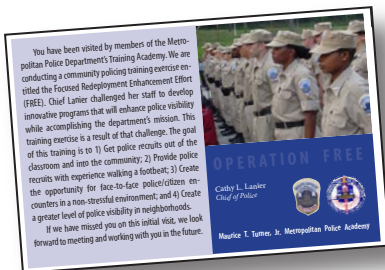 You have been visited by members of the Metro-
politan Police Department's Training Academy. We are
conducting a community policing training exercise en-
titled the Focused Redeployment Enhancement Effort
(FREE). Chief Lanier challenged her staff to develop
innovative programs that will enhance police visibility
while accomplishing the department's mission. This
training exercise is a result of that challenge. The goal
of this training is to 1) Get police recruits out of the
classroom and into the community; 2) Provide police
recruits with experience walking a footbeat; 3) Create
the opportunity for face-to-face police/citizen en-
counters in a non-stressful environment; and 4) Create
a greater level of police visibility in neighborhoods.
If we have missed you on this initial visit, we look
forward to meeting and working with you in the future.
OPERATION FREE
Cathy L. Lanier
Chief of Police
Maurice T. Turner, Jr. Metropolitan Police Academy